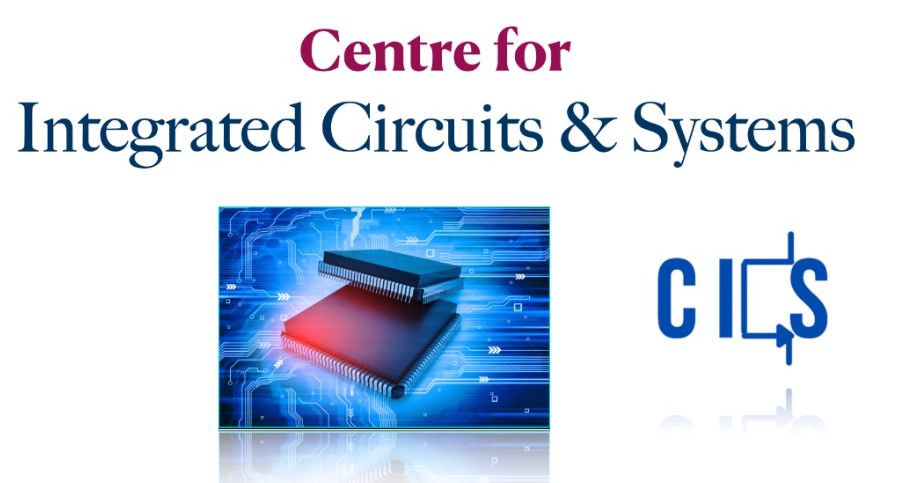 Centre for
Integrated Circuits & Systems
CICS